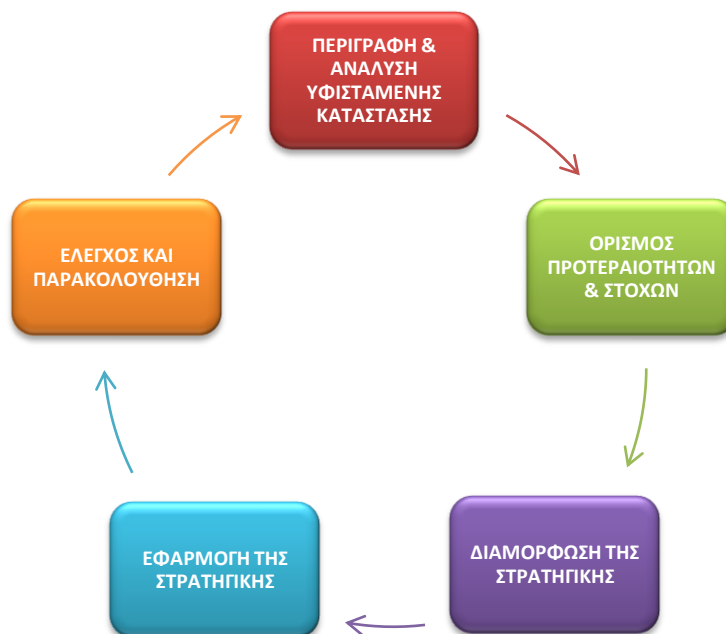 ΠΕΡΙΓΡΑΦΗ &
ΑΝΑΛΥΣΗ
ΥΦΙΣΤΑΜΕΝΗΣ
ΚΑΤΑΣΤΑΣΗΣ
ΟΡΙΣΜΟΣ
ΠΡΟΤΕΡΑΙΟΤΗΤΩΝ
& ΣΤΟΧΩΝ
ΔΙΑΜΟΡΦΩΣΗ ΤΗΣ
ΣΤΡΑΤΗΓΙΚΗΣ
ΕΦΑΡΜΟΓΗ ΤΗΣ
ΣΤΡΑΤΗΓΙΚΗΣ
ΕΛΕΓΧΟΣ ΚΑΙ
ΠΑΡΑΚΟΛΟΥΘΗΣΗ